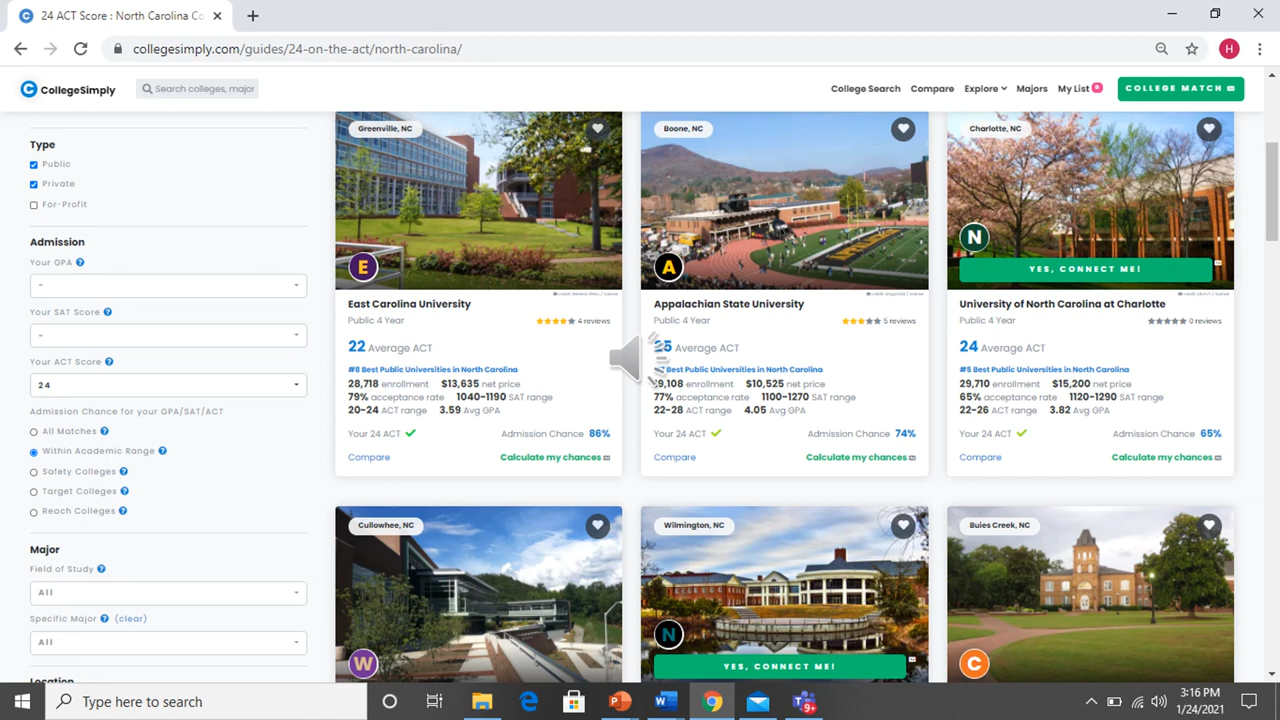 24 ACT Score : North Carolina Co
collegesimply.com/guides/24-on-the-act/north-carolina/
H
CollegeSimply
Search colleges, major
College Search Compare Explore Majors My List COLLEGE MATCH
Type
Public
Private
For-Profit
Admission
Your GPA
-
Your SAT Score
-
Your ACT Score
24
Admission Chance for your GPA/SAT/ACT
All Matches
Within Academic Range
Safety Colleges
Target Colleges
Reach Colleges
Major
Field of Study
All
Specific Major (clear)
All
Location
Greenville, NC
E
East Carolina University
Public 4 Year 4 reviews
22 Average ACT
Best Public Universities in North Carolina
28,718 enrollment $13,635 net price
79% acceptance rate 1040-1190 SAT range
20-24 ACT range 3.59 Avg GPA
Your 24 ACT Admission Chance 86%
Compare Calculate my chances
Boone, NC
A
Appalachian State University
Public 4 Year 5 reviews
Average ACT
Best Public Universities in North Carolina
enrollment $10,525 net price
77% acceptance rate 1100-1270 SAT range
22-28 ACT range 4.05 Avg GPA
Your 24 ACT Admission Chance 74%
Compare Calculate my chances
Charlotte, NC
N
YES, CONNECT ME!
University of North Carolina at Charlotte
Public 4 Year 0 reviews
24 Average ACT
#5 Best Public Universities in North Carolina
29,710 enrollment $15,200 net price
65% acceptance rate 1120-1290 SAT range
22-26 ACT range 3.82 Avg GPA
Your 24 ACT Admission Chance 65%
Compare Calculate my chances
Cullowhee, NC
W
Wilmington, NC
N
YES, CONNECT ME!
Buies Creek, NC
C
Type here to search
9+
3:16 PM
1/24/2021